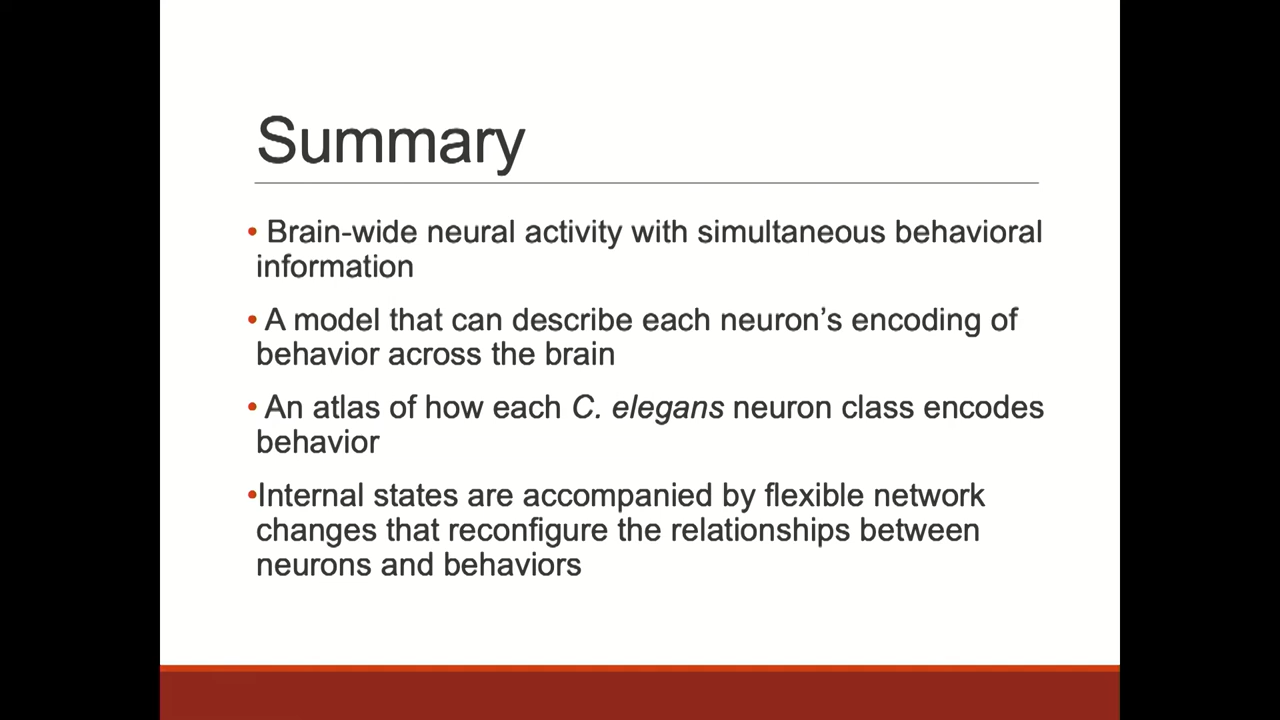 Summary
• Brain-wide neural activity with simultaneous behavioral
information
• A model that can describe each neuron’s encoding of
behavior across the brain
• An atlas of how each C. elegans neuron class encodes
behavior
•Internal states are accompanied by flexible network
changes that reconfigure the relationships between
neurons and behaviors